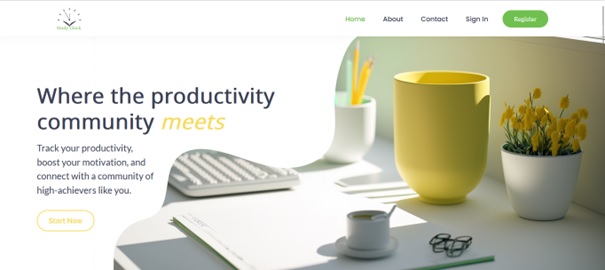 Home About Contact Sign In Register
Study Clock
Where the productivity
community meets
Track your productivity,
boost your motivation, and
connect with a community of
high-achievers like you.
Start Now